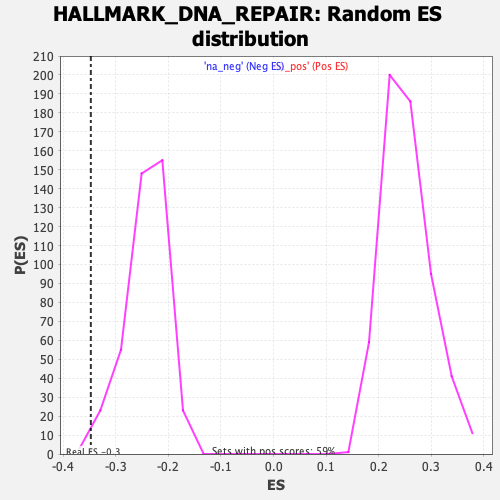 HALLMARK_DNA_REPAIR: Random ES
distribution
'na_neg' (Neg ES)_pos' (Pos ES)
210
200
190
180
170
160
150
140
130
120
110
100
90
80
70
60
50
40
30
20
10
0
P(ES)
Real ES -0.3
Sets with pos scores: 59%
-0.4 -0.3 -0.2 -0.1 0.0 0.1 0.2 0.3 0.4
ES